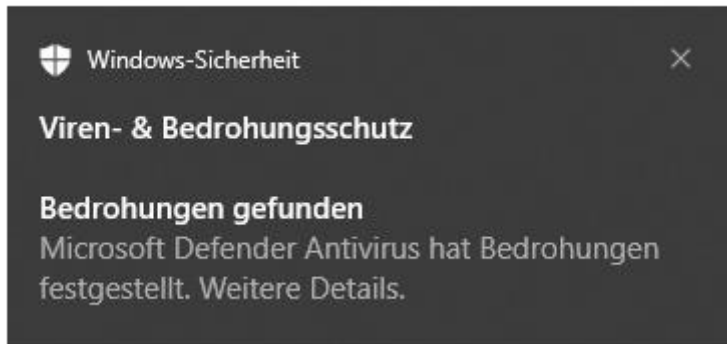 Windows-Sicherheit
Viren- & Bedrohungsschutz
Bedrohungen gefunden
Microsoft Defender Antivirus hat Bedrohungen
festgestellt. Weitere Details.